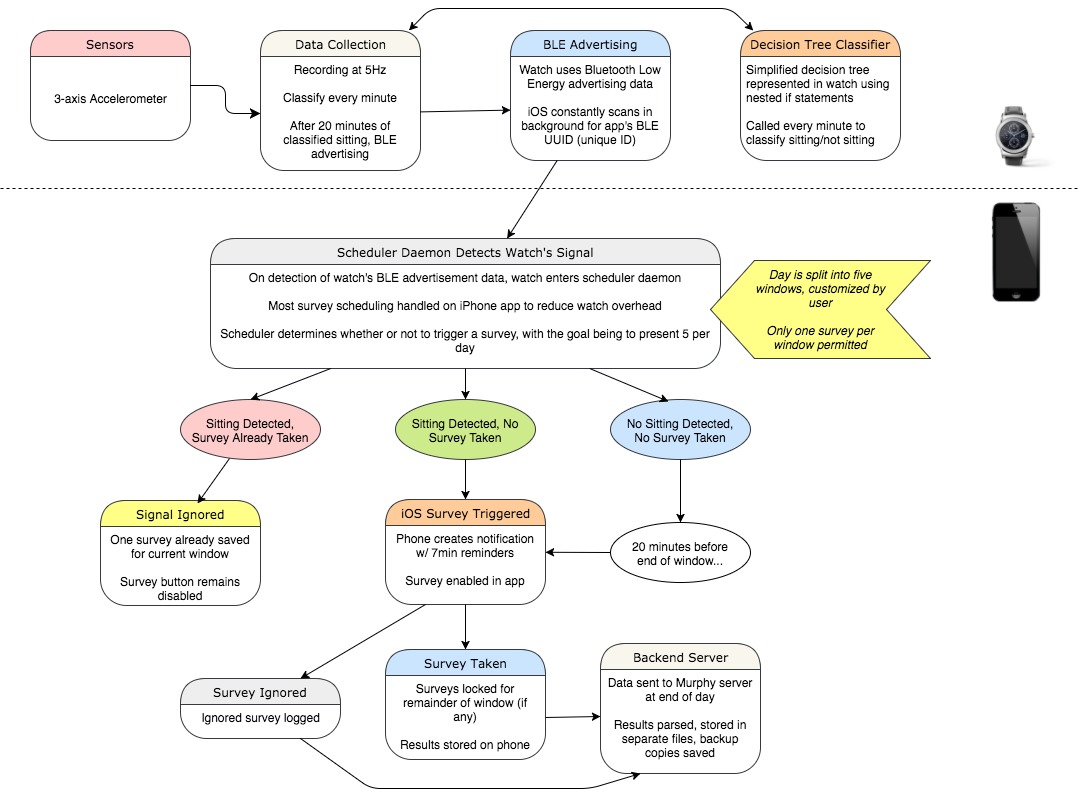 Sensors
3-axis Accelerometer
Data Collection
Recording at 5Hz
Classify every minute
After 20 minutes of
classified sitting, BLE
advertising
BLE Advertising
Watch uses Bluetooth Low
Energy advertising data
iOS constantly scans in
background for app's BLE
UUID (unique ID)
Decision Tree Classifier
Simplified decision tree
represented in watch using
nested if statements
Called every minute to
classify sitting/not sitting
Scheduler Daemon Detects Watch's Signal
On detection of watch's BLE advertisement data, watch enters scheduler daemon
Most survey scheduling handled on iPhone app to reduce watch overhead
Scheduler determines whether or not to trigger a survey, with the goal being to present 5 per
day
Day is split into five
windows, customized by
user
Only one survey per
window permitted
Sitting Detected,
Survey Already Taken
Sitting Detected, No
Survey Taken
No Sitting Detected,
No Survey Taken
Signal Ignored
One survey already saved
for current window
Survey button remains
disabled
iOS Survey Triggered
Phone creates notification
w/ 7min reminders
Survey enabled in app
20 minutes before
end of window...
Survey Ignored
Ignored survey logged
Survey Taken
Surveys locked for
remainder of window (if
any)
Results stored on phone
Backend Server
Data sent to Murphy server
at end of day
Results parsed, stored in
separate files, backup
copies saved